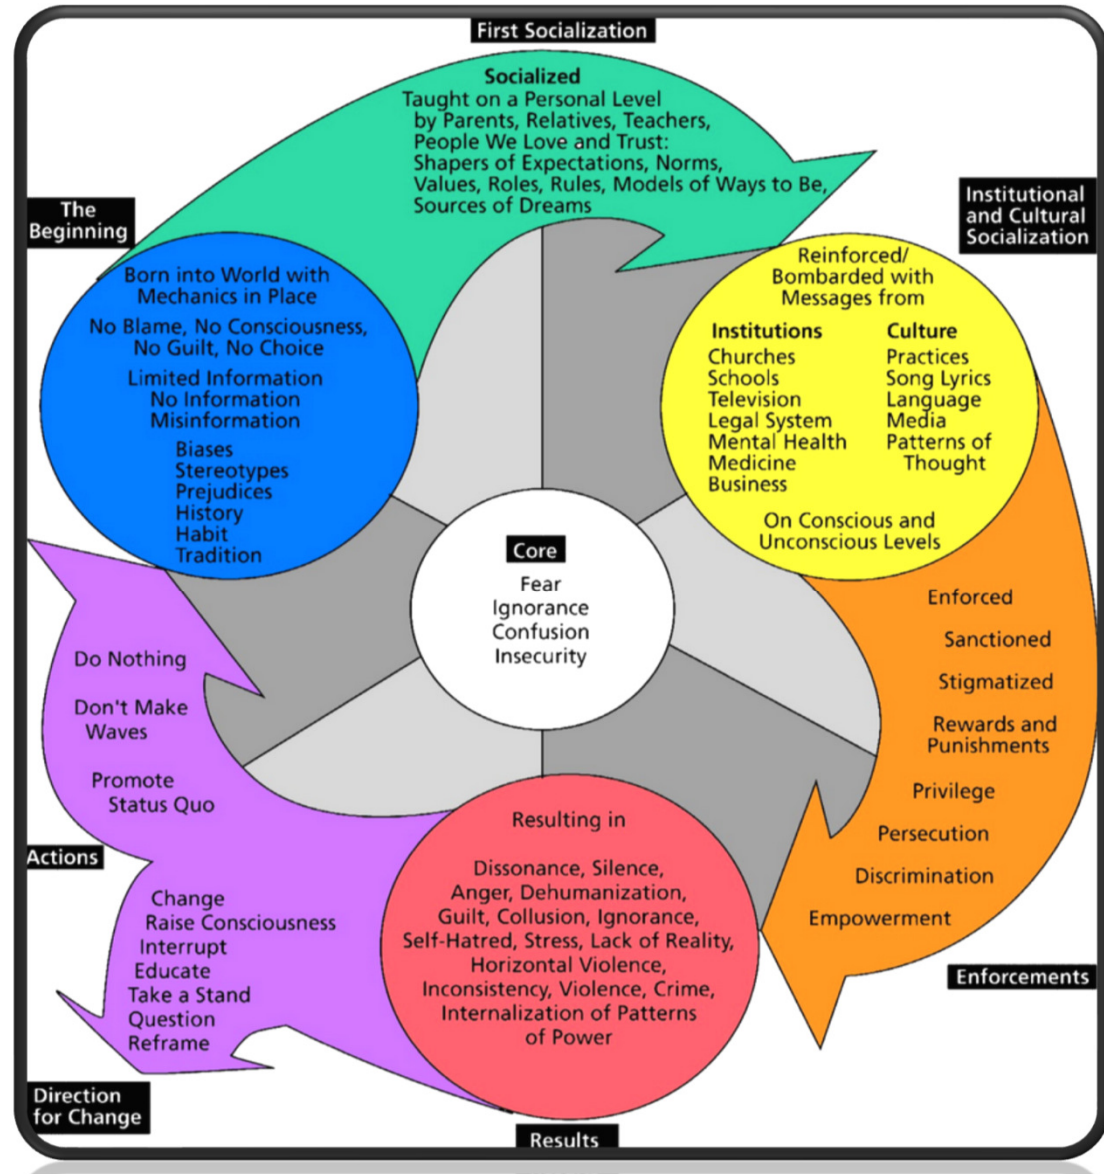 First Socialization
Socialized
Taught on a Personal Level
by Parents, Relatives, Teachers,
People We Love and Trust:
Shapers of Expectations, Norms,
Values, Roles, Rules, Models of Ways to Be,
Sources of Dreams
The
Beginning
Born into World with
Mechanics in Place
No Blame, No Consciousness,
No Guilt, No Choice
Limited Information
No Information
Misinformation
Biases
Stereotypes
Prejudices
History
Habit
Tradition
Institutional
and Cultural
Socialization
Reinforced/
Bombarded with
Messages from
Institutions
Churches
Schools
Television
Legal System
Mental Health
Medicine
Business
Culture
Practices
Song Lyrics
Language
Media
Patterns of
Thought
On Conscious and
Unconscious Levels
Core
Fear
Ignorance
Confusion
Insecurity
Enforced
Sanctioned
Stigmatized
Rewards and
Punishments
Privilege
Persecution
Discrimination
Empowerment
Enforcements
Resulting in
Dissonance, Silence,
Anger, Dehumanization,
Guilt, Collusion, Ignorance,
Self-Hatred, Stress, Lack of Reality,
Horizontal Violence,
Inconsistency, Violence, Crime,
Internalization of Patterns
of Power
Results
Do Nothing
Don't Make
Waves
Promote
Status Quo
Actions
Change
Raise Consciousness
Interrupt
Educate
Take a Stand
Question
Reframe
Direction
for Change